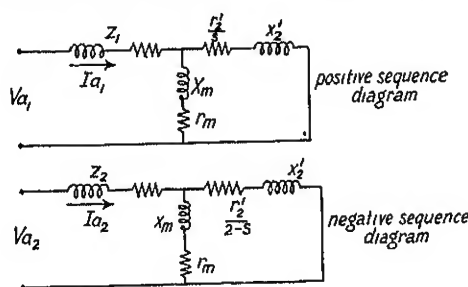 Z₁
r₂'/s
x₂'
Ia₁
Va₁
Xm
rm
positive sequence
diagram
Z₂
r₂'/2-S
x₂'
Ia₂
Va₂
xm
rm
negative sequence
diagram